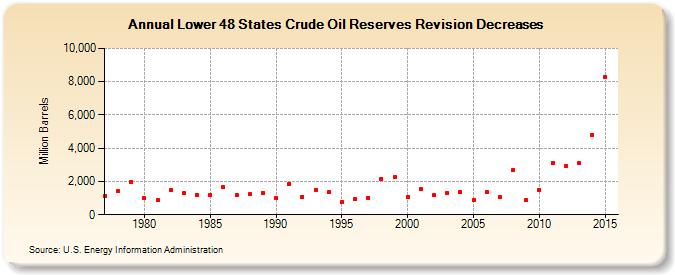 Annual Lower 48 States Crude Oil Reserves Revision Decreases
Million Barrels
10,000
8,000
6,000
4,000
2,000
0
1980 1985 1990 1995 2000 2005 2010 2015
Source: U.S. Energy Information Administration